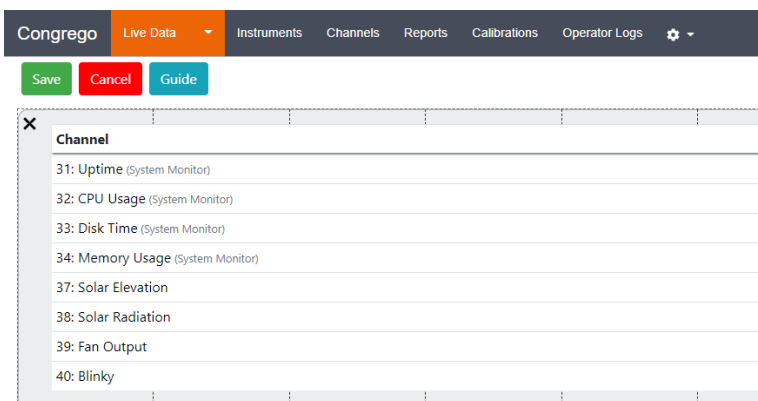 Congrego Live Data Instruments Channels Reports Calibrations Operator Logs
Save Cancel Guide
Channel
31: Uptime (System Monitor)
32: CPU Usage (System Monitor)
33: Disk Time (System Monitor)
34: Memory Usage (System Monitor)
37: Solar Elevation
38: Solar Radiation
39: Fan Output
40: Blinky